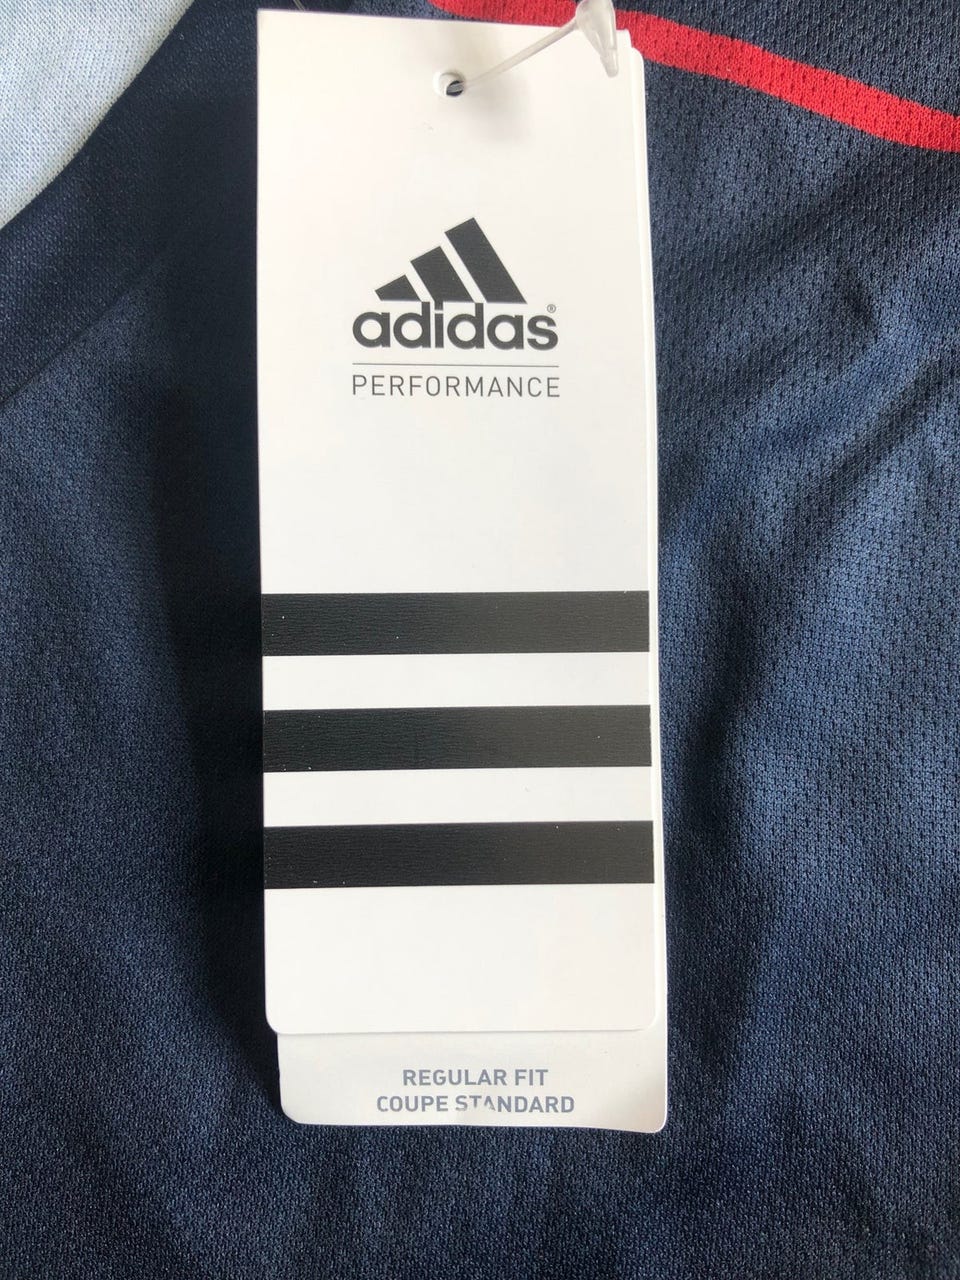 adidas®
PERFORMANCE
REGULAR FIT
COUPE STANDARD